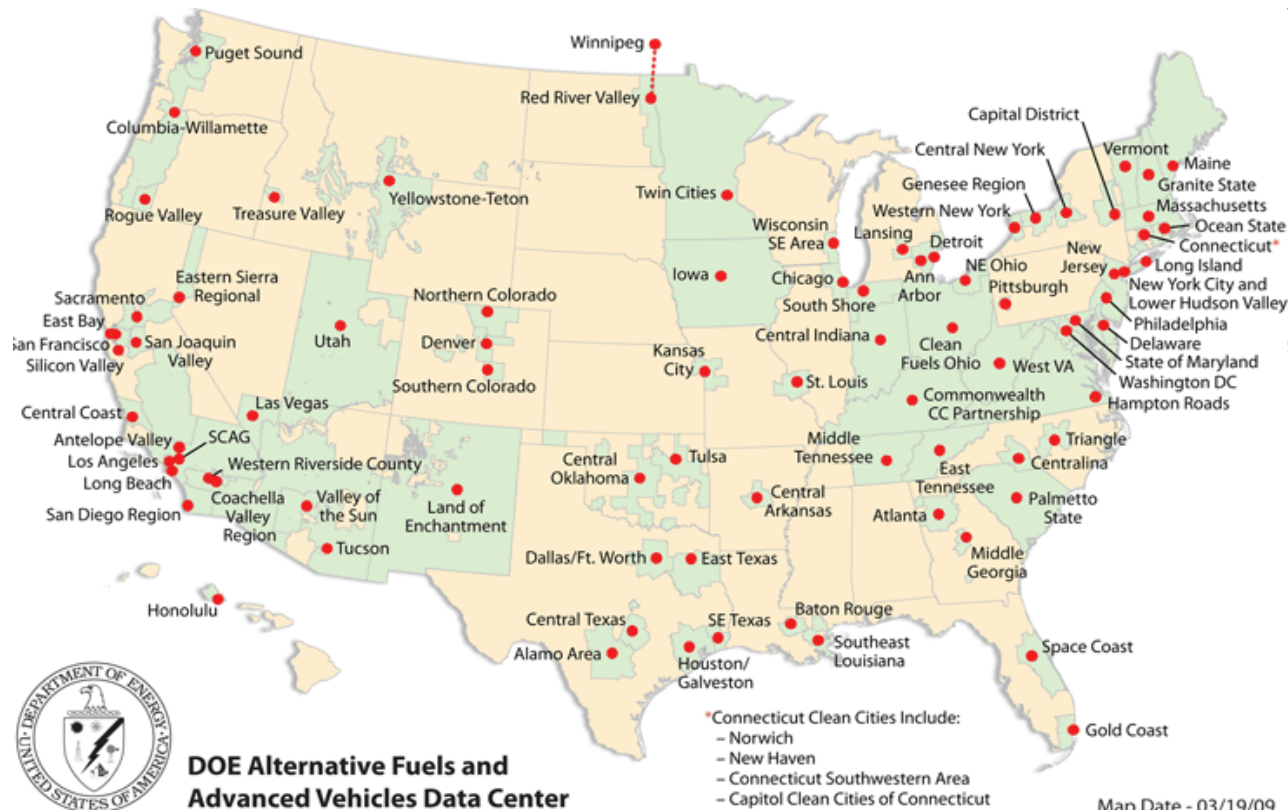 Winnipeg
Puget Sound
Red River Valley
Columbia-Willamette
Capital District
Central New York
Vermont
Maine
Genesee Region
Granite State
Yellowstone-Teton
Twin Cities
Rogue Valley
Treasure Valley
Western New York
Massachusetts
Wisconsin
SE Area
Lansing
Ocean State
Detroit
Connecticut*
New
Jersey
Long Island
Eastern Sierra
Regional
Iowa
Chicago
Ann
Arbor
NE Ohio
Pittsburgh
New York City and
Lower Hudson Valley
Sacramento
Northern Colorado
South Shore
East Bay
Philadelphia
San Francisco
San Joaquin
Valley
Utah
Denver
Central Indiana
Clean
Fuels Ohio
Delaware
Silicon Valley
Kansas
City
West VA
State of Maryland
Southern Colorado
St. Louis
Washington DC
Central Coast
Las Vegas
Commonwealth
CC Partnership
Hampton Roads
Antelope Valley
SCAG
Middle
Tennessee
Triangle
Los Angeles
Western Riverside County
Central
Oklahoma
Tulsa
East
Tennessee
Centralina
Long Beach
Coachella
Valley
Region
Valley of
the Sun
Land of
Enchantment
Central
Arkansas
Palmetto
State
San Diego Region
Atlanta
Tucson
Dallas/Ft. Worth
East Texas
Middle
Georgia
Honolulu
Central Texas
SE Texas
Baton Rouge
Alamo Area
Houston/
Galveston
Southeast
Louisiana
Space Coast
Gold Coast
DEPARTMENT OF ENERGY
UNITED STATES OF AMERICA
DOE Alternative Fuels and
Advanced Vehicles Data Center
*Connecticut Clean Cities Include:
– Norwich
– New Haven
– Connecticut Southwestern Area
– Capitol Clean Cities of Connecticut
Map Date - 03/19/09